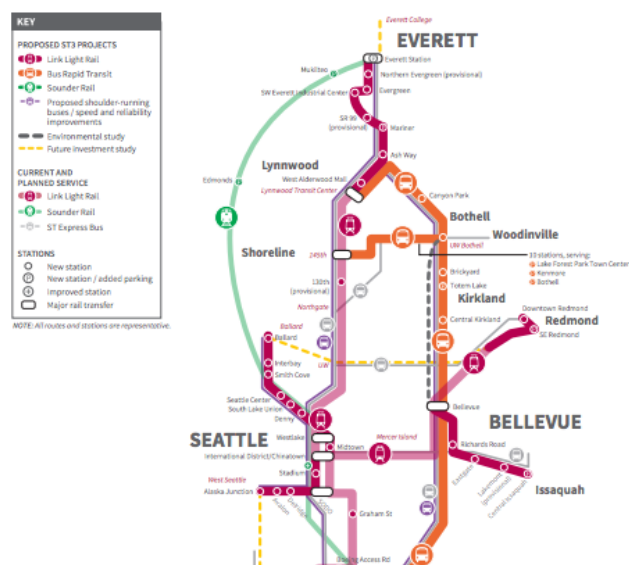 KEY
PROPOSED ST3 PROJECTS
Link Light Rail
Bus Rapid Transit
Sounder Rail
Proposed shoulder-running
buses / speed and reliability
improvements
Environmental study
Future investment study
CURRENT AND
PLANNED SERVICE
Link Light Rail
Sounder Rail
ST Express Bus
STATIONS
New station
P
New station / added parking
Improved station
Major rail transfer
NOTE: All routes and stations are representative.
Everett College
EVERETT
Everett Station
Mukilteo
Northern Evergreen (provisional)
SW Everett Industrial Center
Evergreen
SR 99
(provisional)
Mariner
Ash Way
Lynnwood
West Alderwood Mall
Lynnwood Transit Center
Edmonds
Canyon Park
Bothell
Woodinville
UW Bothell
Shoreline
145th
10 stations, serving:
Lake Forest Park Town Center
Kenmore
Bothell
130th
(provisional)
Brickyard
Totem Lake
Kirkland
Northgate
Downtown Redmond
Redmond
SE Redmond
Central Kirkland
Ballard
Ballard
UW
Interbay
Smith Cove
Seattle Center
South Lake Union
Denny
Bellevue
BELLEVUE
SEATTLE
Westlake
Midtown
Mercer Island
International District/Chinatown
Richards Road
Eastgate
Lakemont
(provisional)
Central Issaquah
Issaquah
Stadium
West Seattle
Alaska Junction
Avalon
Delridge
SODO
Graham St
Boeing Access Rd